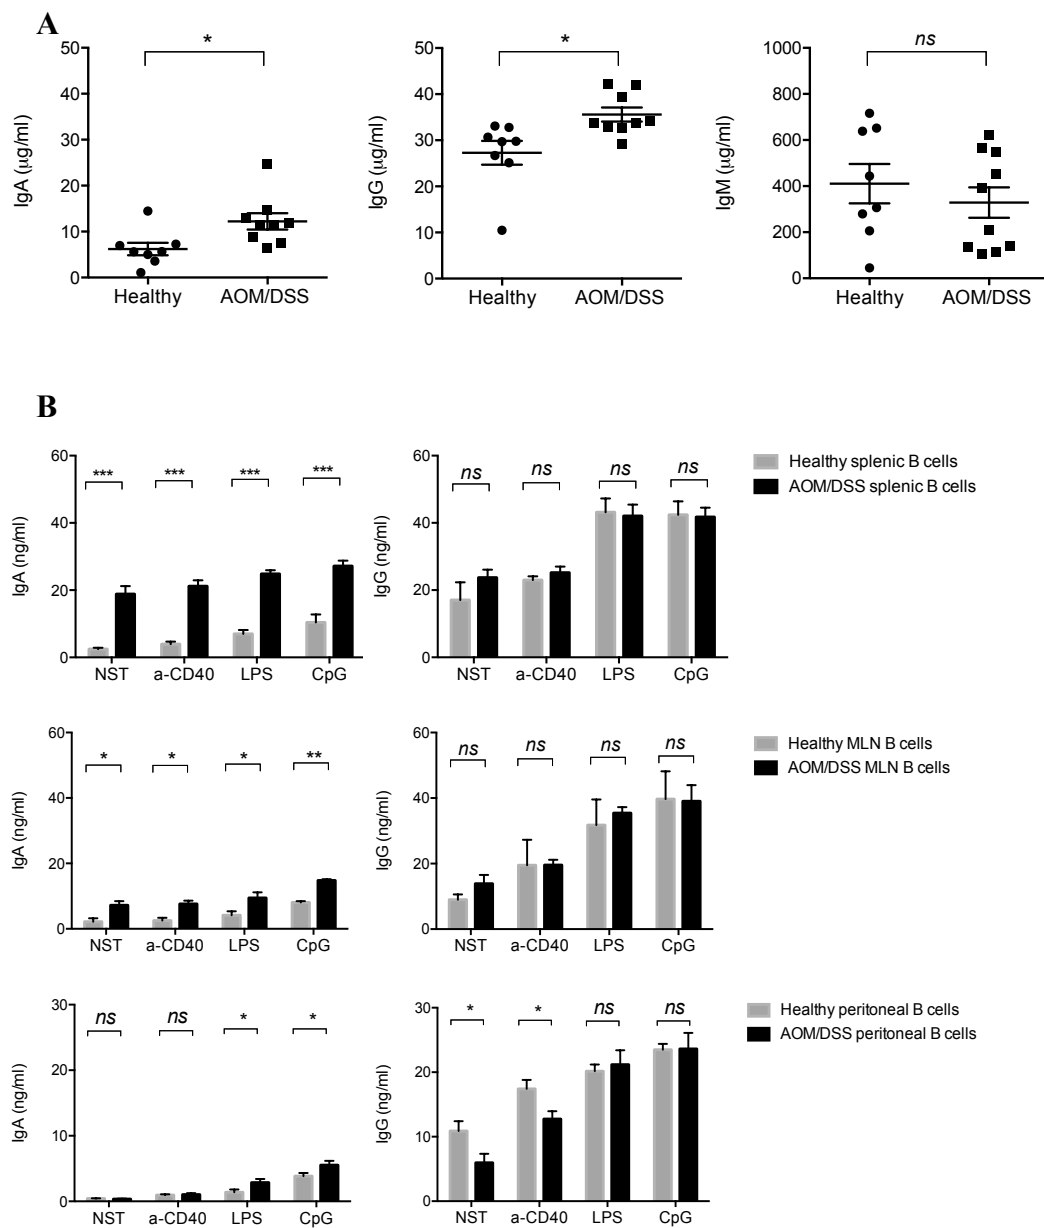 A
50
40
30
20
10
0
IgA (µg/ml)
*
Healthy
AOM/DSS
50
40
30
20
10
0
IgG (µg/ml)
*
Healthy
AOM/DSS
1000
800
600
400
200
0
IgM (µg/ml)
ns
Healthy
AOM/DSS
B
60
40
20
0
IgA (ng/ml)
*** *** *** ***
NST a-CD40 LPS CpG
60
40
20
0
IgG (ng/ml)
ns ns ns ns
NST a-CD40 LPS CpG
Healthy splenic B cells
AOM/DSS splenic B cells
60
40
20
0
IgA (ng/ml)
* * * **
NST a-CD40 LPS CpG
60
40
20
0
IgG (ng/ml)
ns ns ns ns
NST a-CD40 LPS CpG
Healthy MLN B cells
AOM/DSS MLN B cells
30
20
10
0
IgA (ng/ml)
ns ns * *
NST a-CD40 LPS CpG
30
20
10
0
IgG (ng/ml)
* * ns ns
NST a-CD40 LPS CpG
Healthy peritoneal B cells
AOM/DSS peritoneal B cells